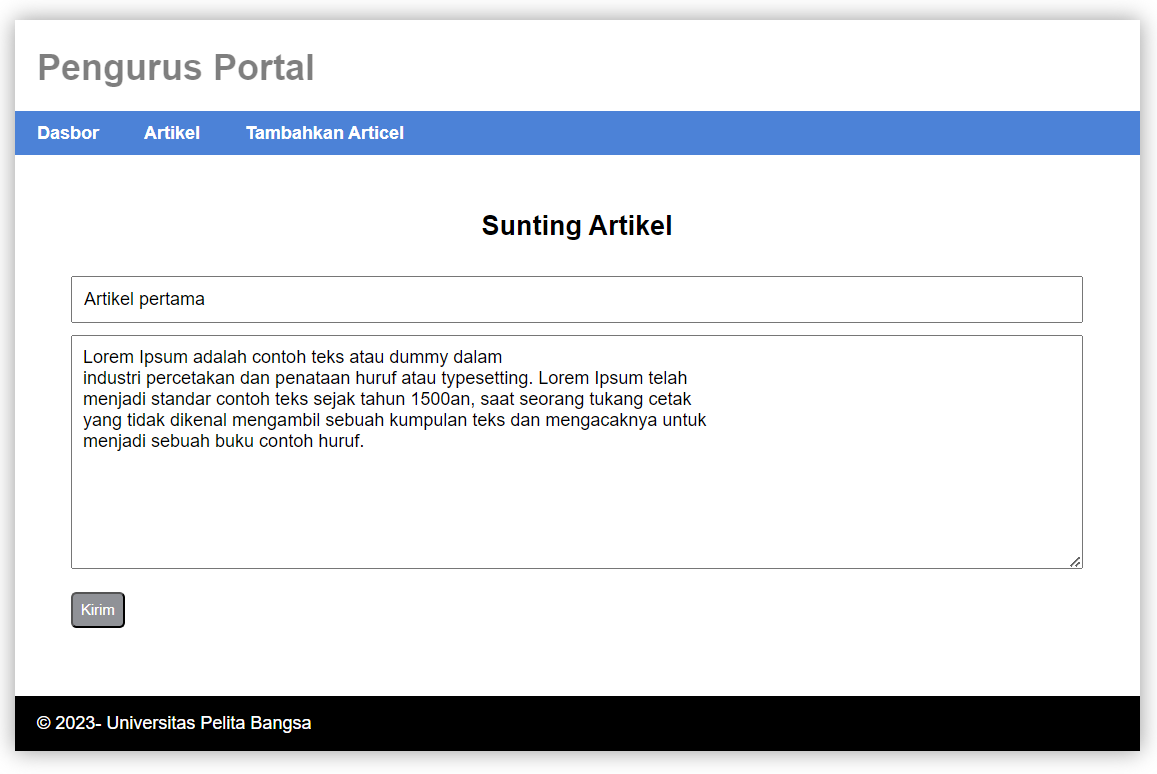 Pengurus Portal
Dasbor Artikel Tambahkan Articel
Sunting Artikel
Artikel pertama
Lorem Ipsum adalah contoh teks atau dummy dalam
industri percetakan dan penataan huruf atau typesetting. Lorem Ipsum telah
menjadi standar contoh teks sejak tahun 1500an, saat seorang tukang cetak
yang tidak dikenal mengambil sebuah kumpulan teks dan mengacaknya untuk
menjadi sebuah buku contoh huruf.
Kirim
© 2023- Universitas Pelita Bangsa